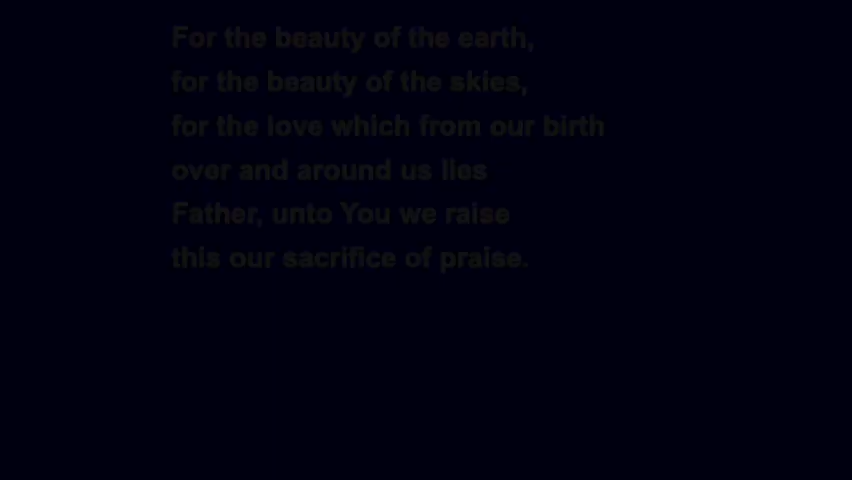 For the beauty of the earth,
for the beauty of the skies,
for the love which from our birth
over and around us lies
Father, unto You we raise
this our sacrifice of praise.